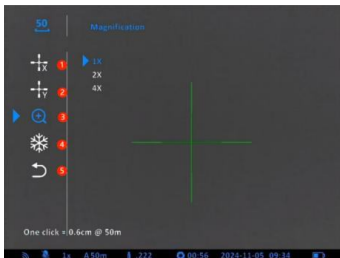 50 Magnification
X 1 1X
2X
Y 2 4X
3
4
5
One click = 0.6cm @ 50m
1x A50m .222 00:56 2024-11-05 09:34